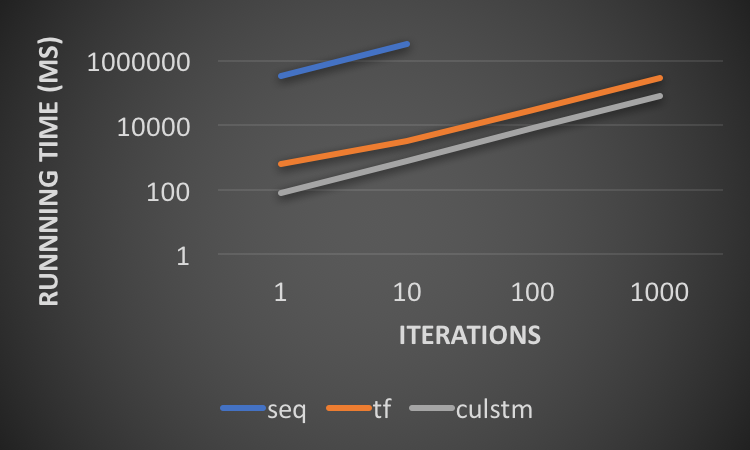 RUNNNING TIME (MS)
1000000
10000
100
1
1 10 100 1000
ITERATIONS
seq tf culstm